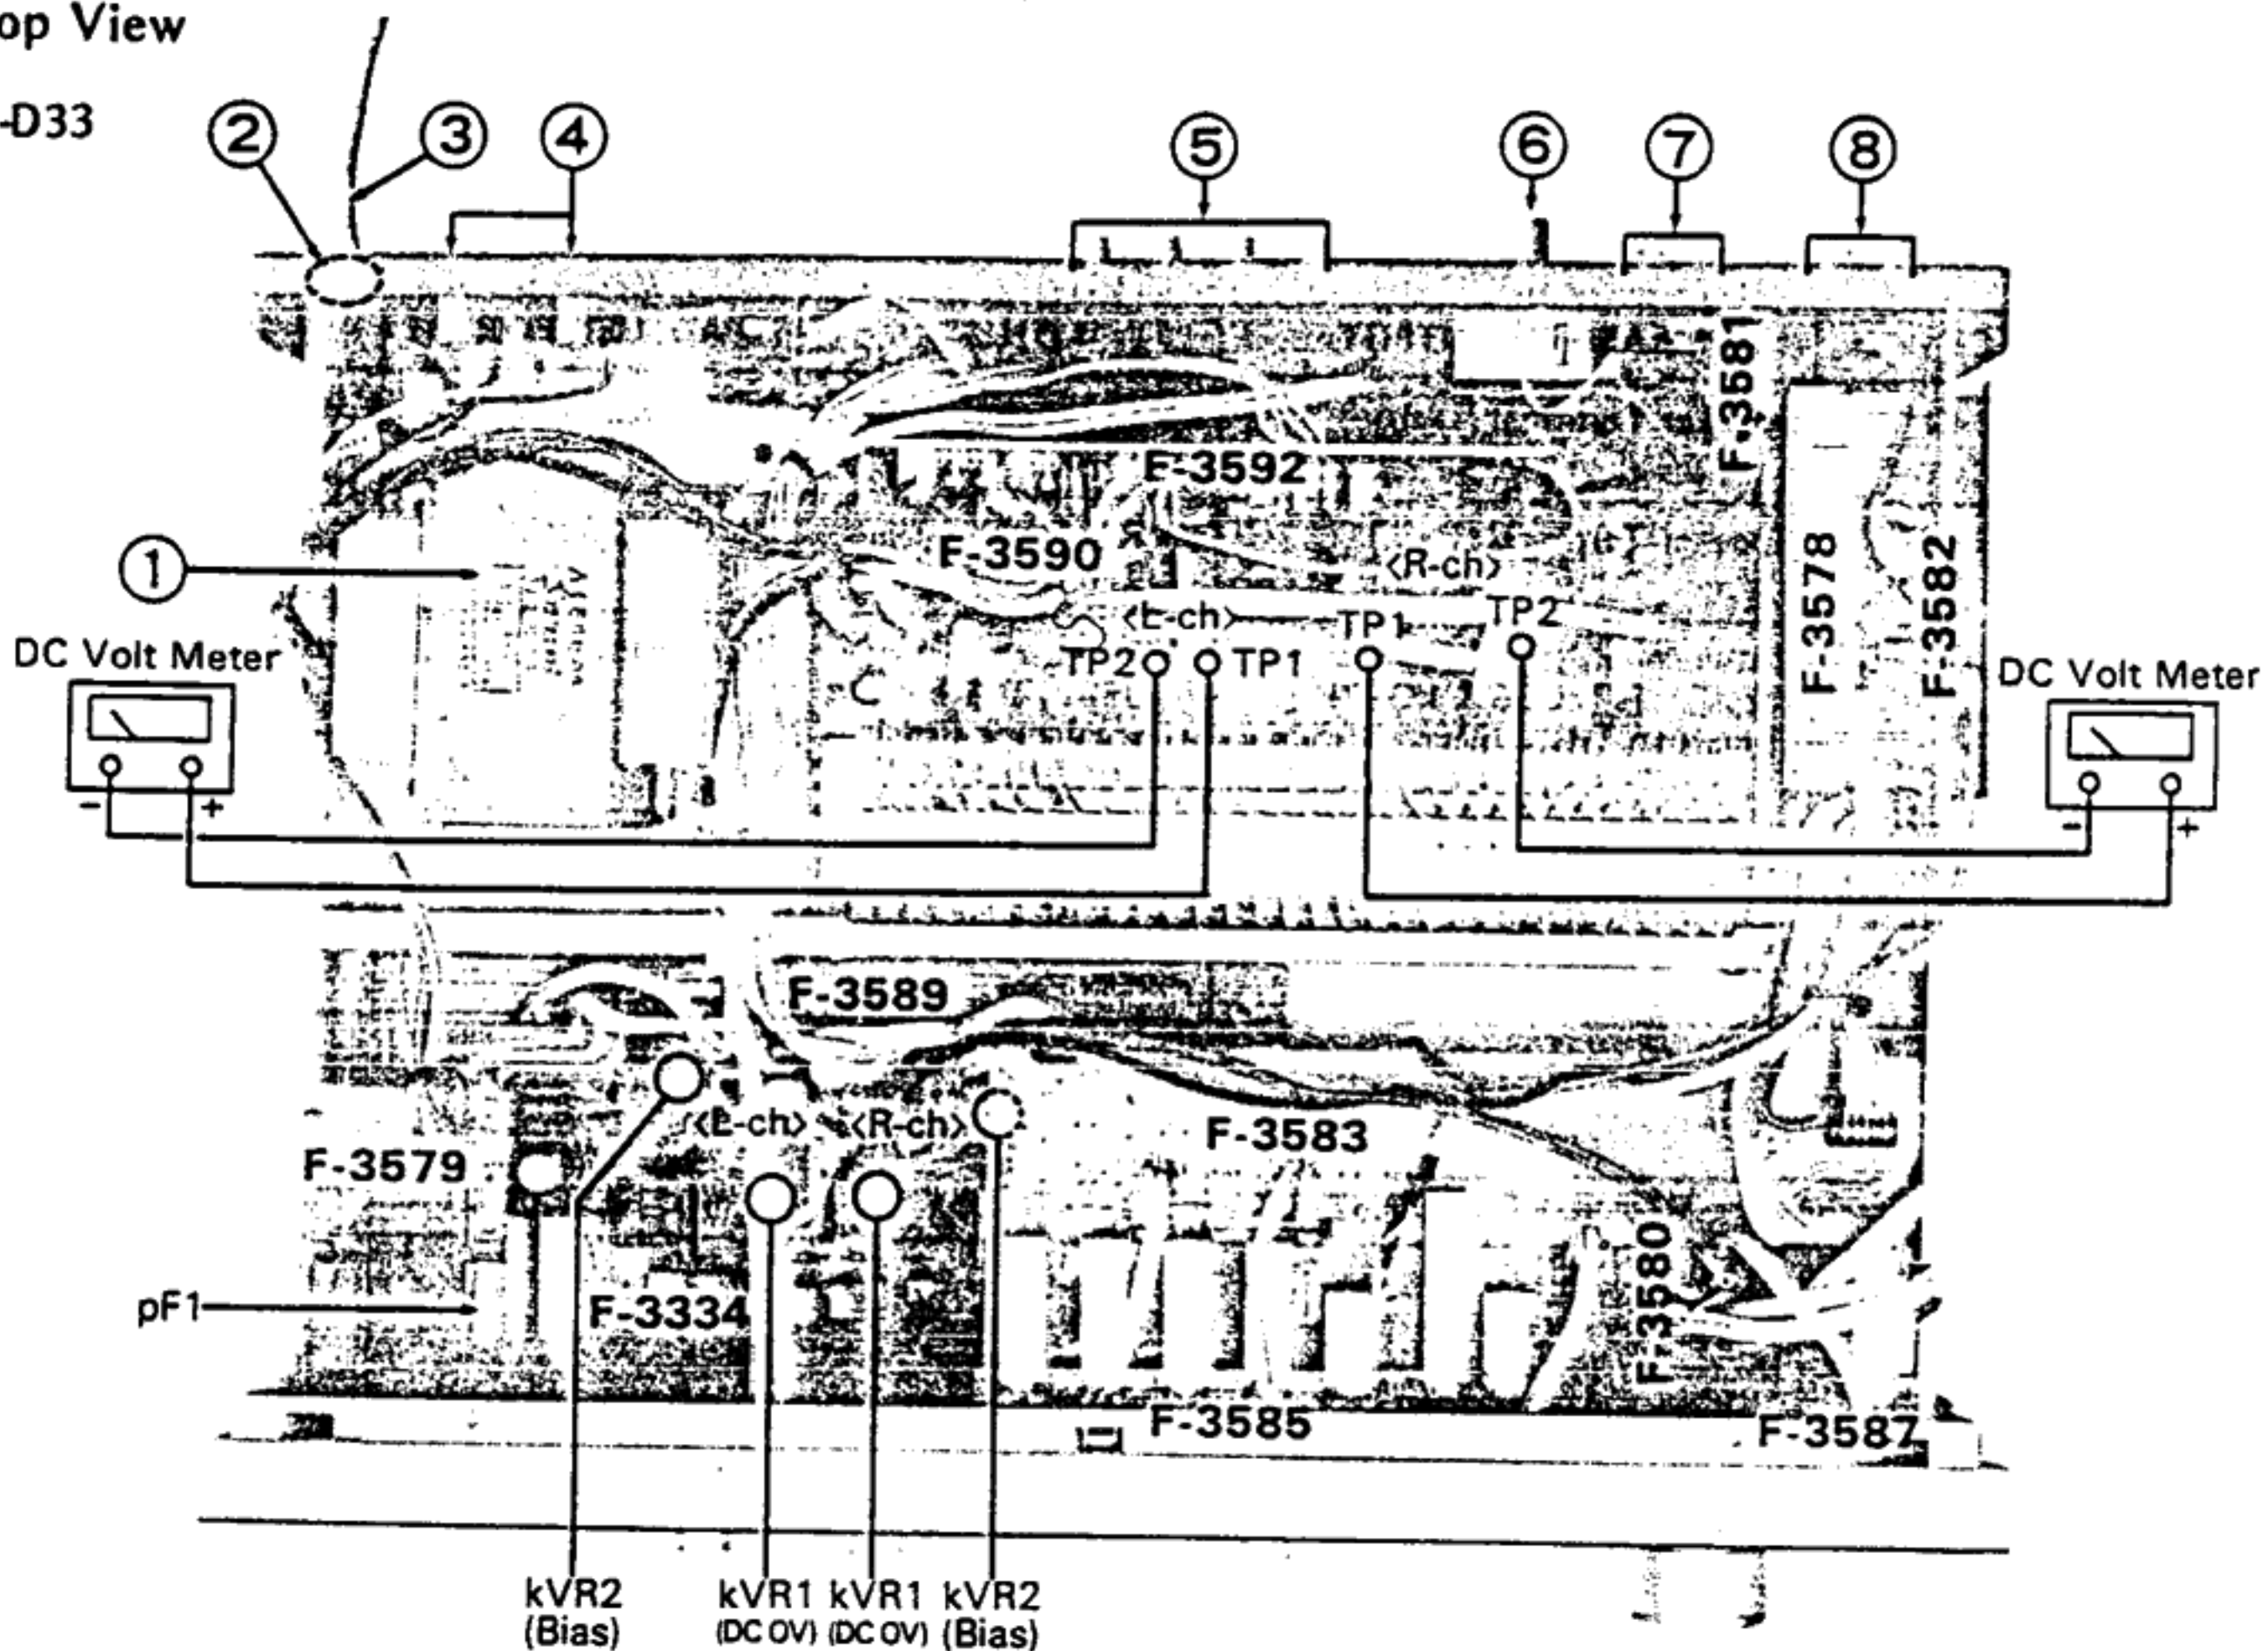 op View
-D33
② ③ ④ ⑤ ⑥ ⑦ ⑧
F-3581
F-3592
①
F-3590
<R-ch>
F-3578
F-3582
<L-ch>
TP1
TP2
TP2
TP1
DC Volt Meter
- +
DC Volt Meter
- +
F-3589
<L-ch>
<R-ch>
F-3583
F-3579
F-3580
pF1
F-3334
F-3585
F-3587
kVR2 kVR1 kVR1 kVR2
(Bias) (DC OV) (DC OV) (Bias)